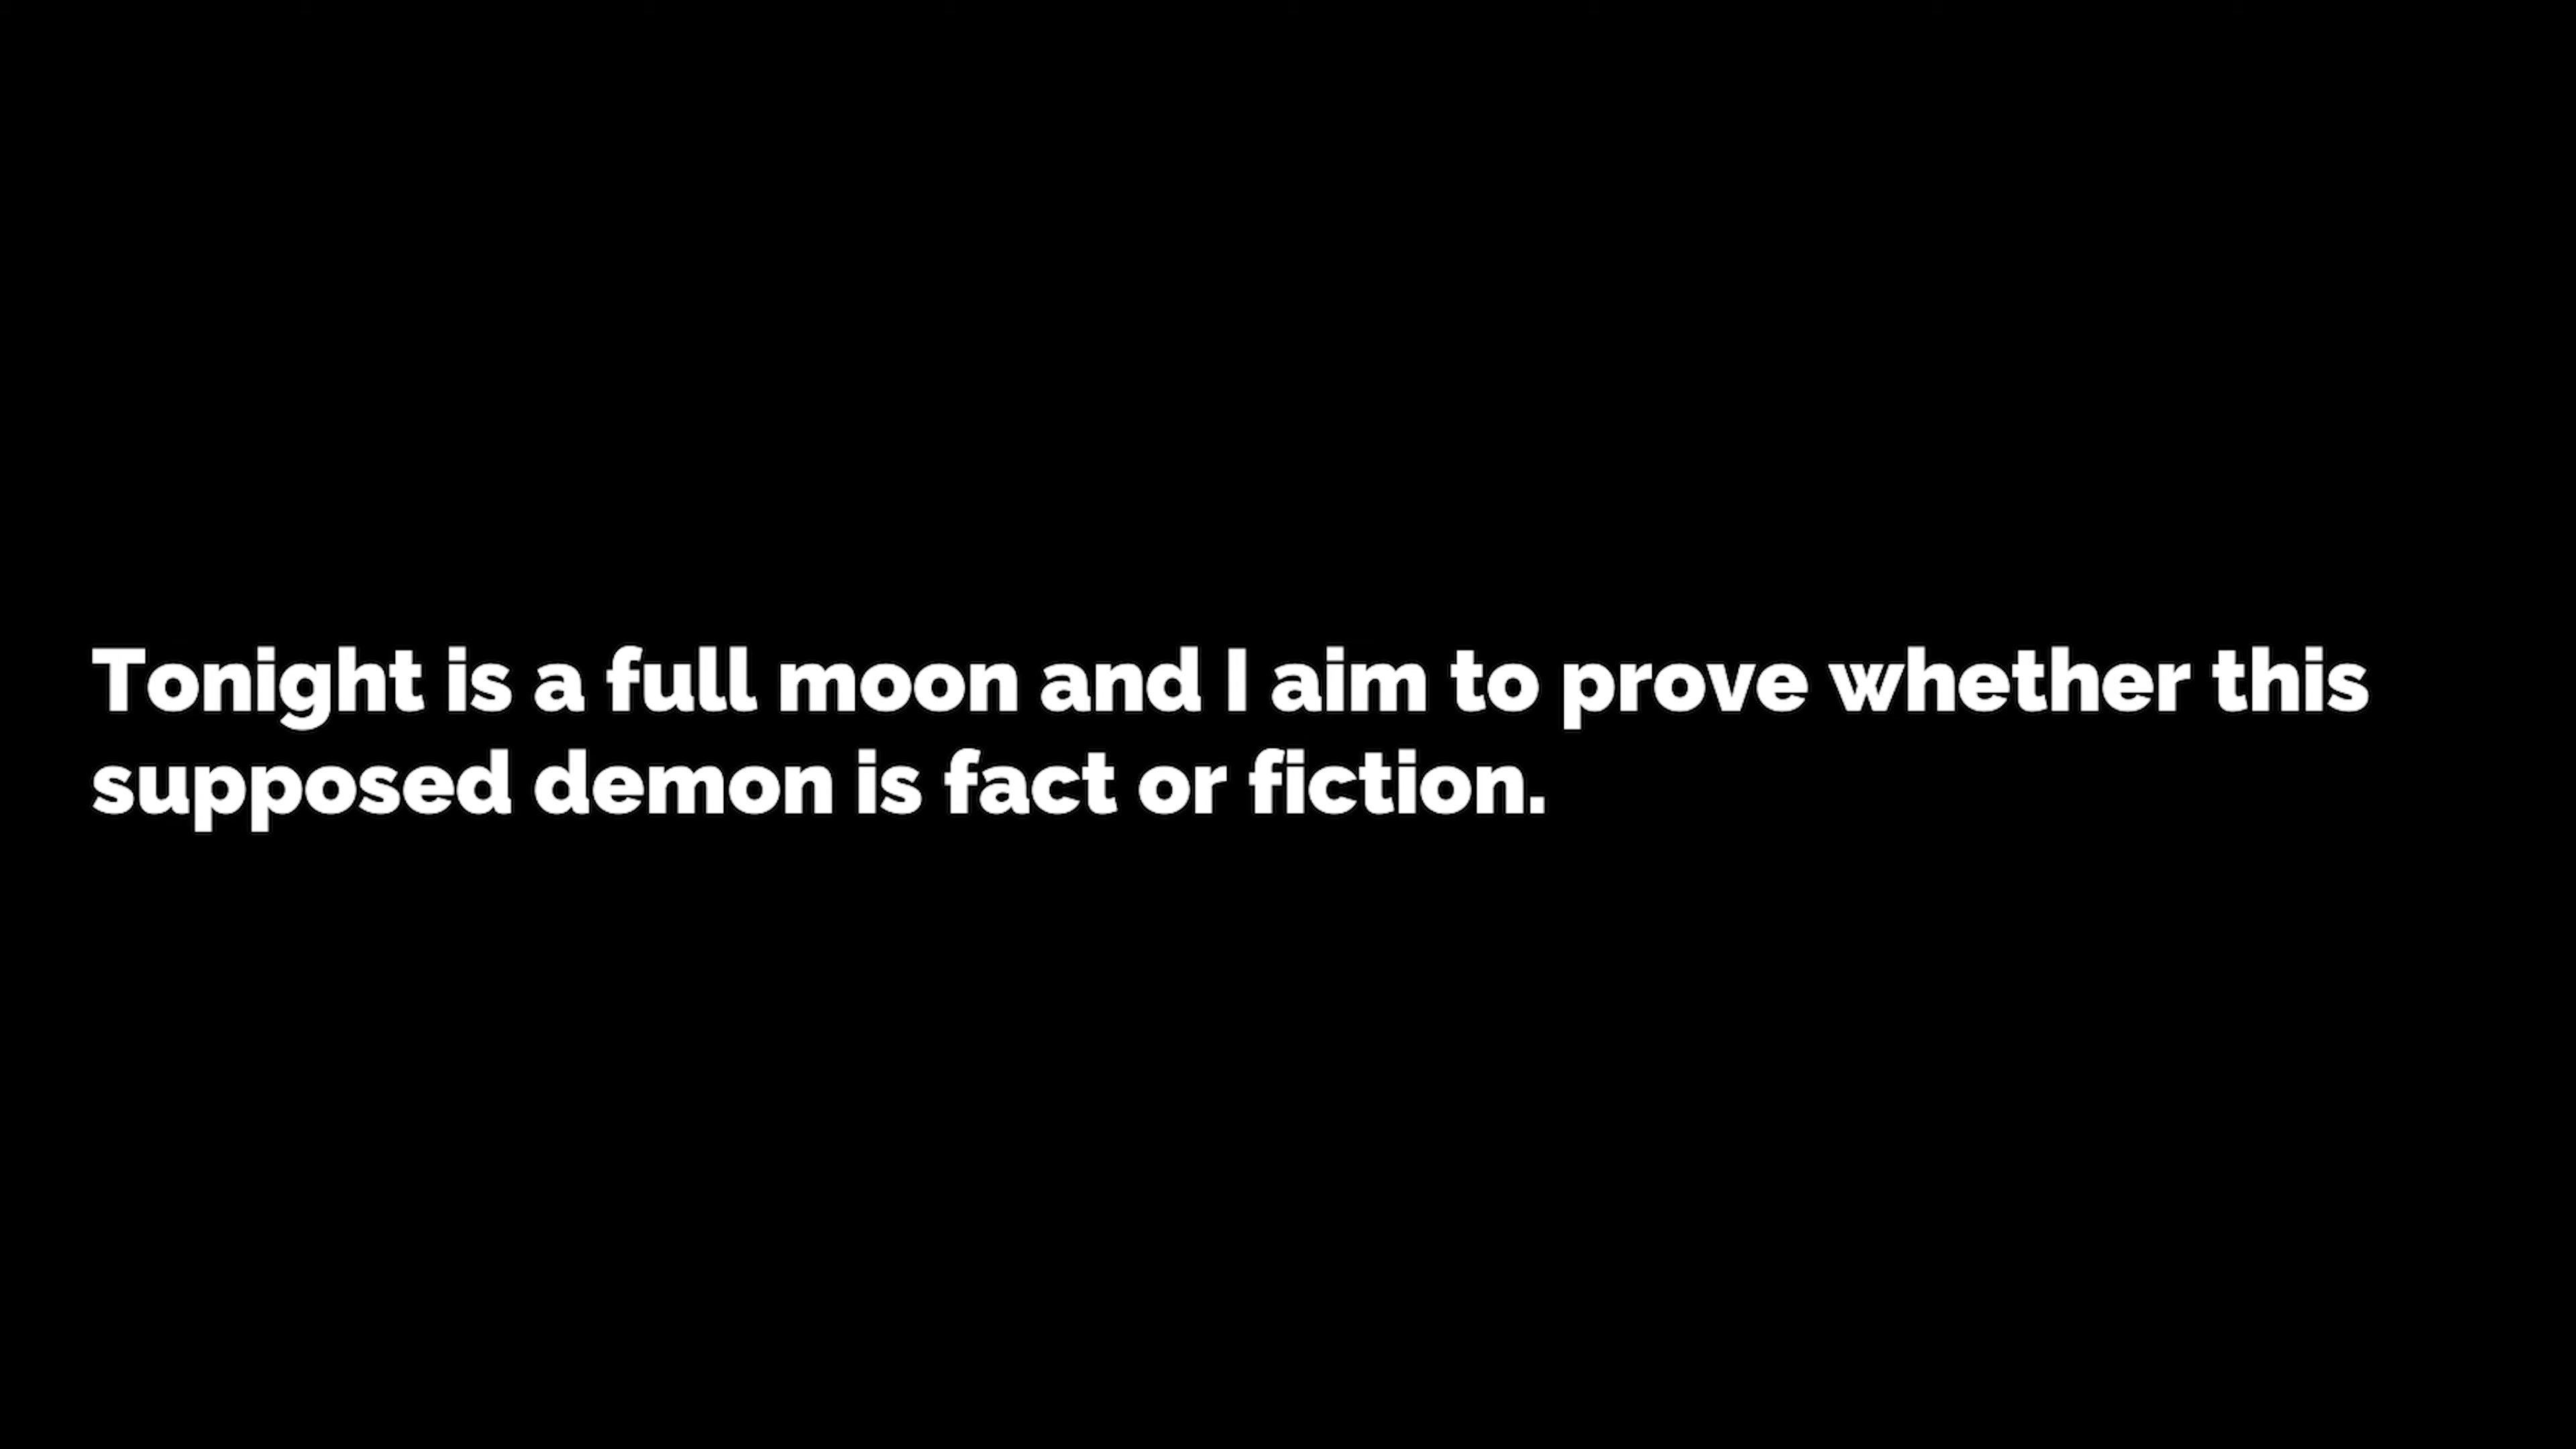 Tonight is a full moon and I aim to prove whether this
supposed demon is fact or fiction.